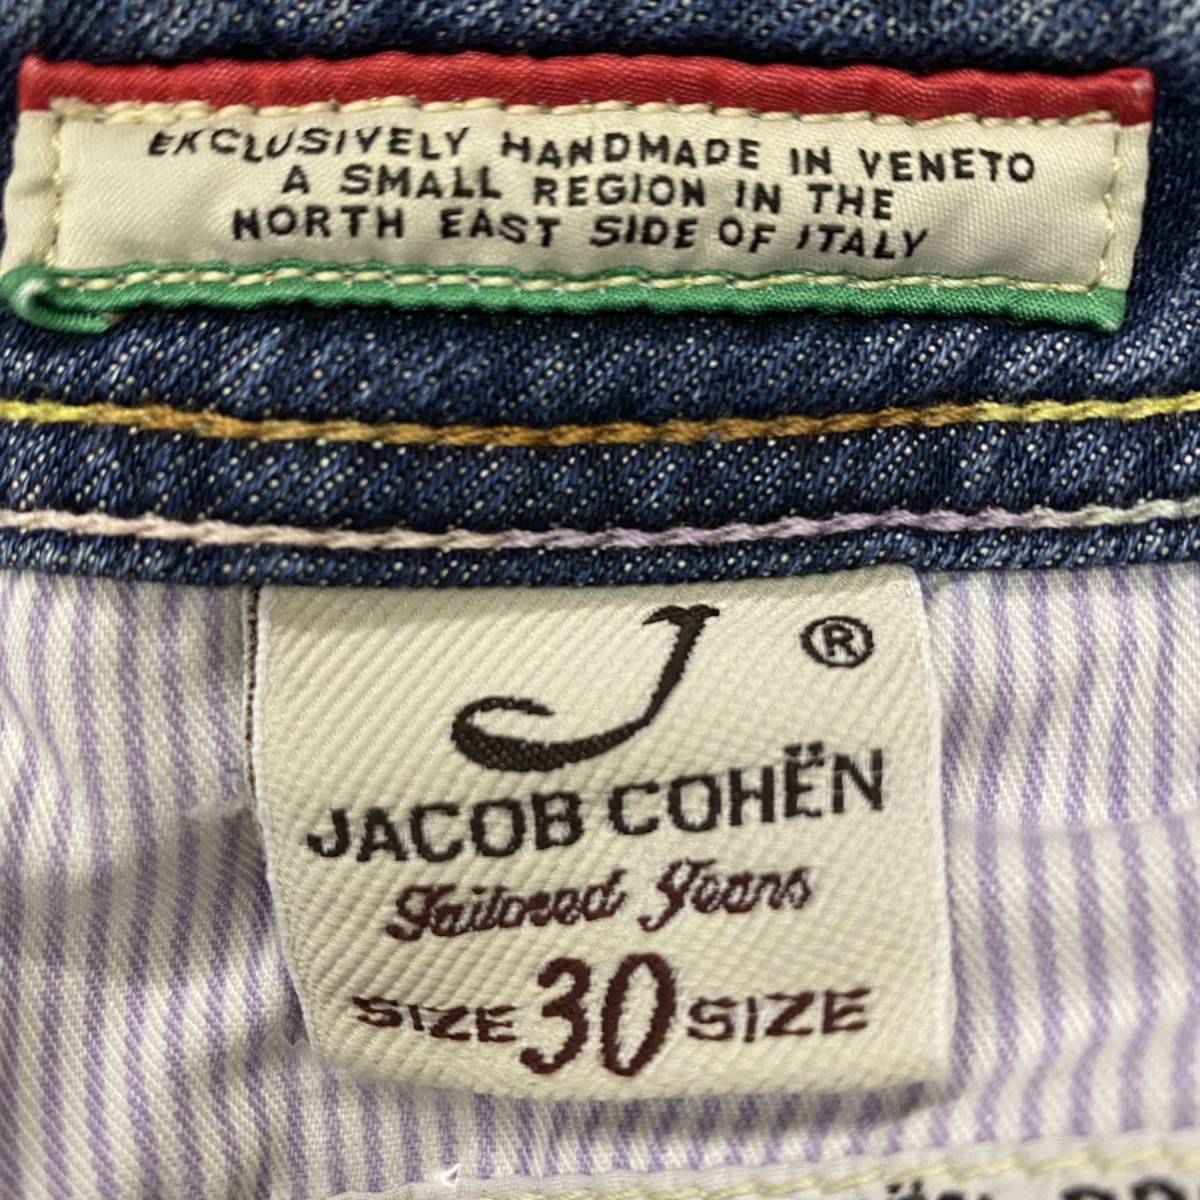 EXCLUSIVELY HANDMADE IN VENETO
A SMALL REGION IN THE
NORTH EAST SIDE OF ITALY
J ®
JACOB COHËN
Tailored Jeans
SIZE 30 SIZE